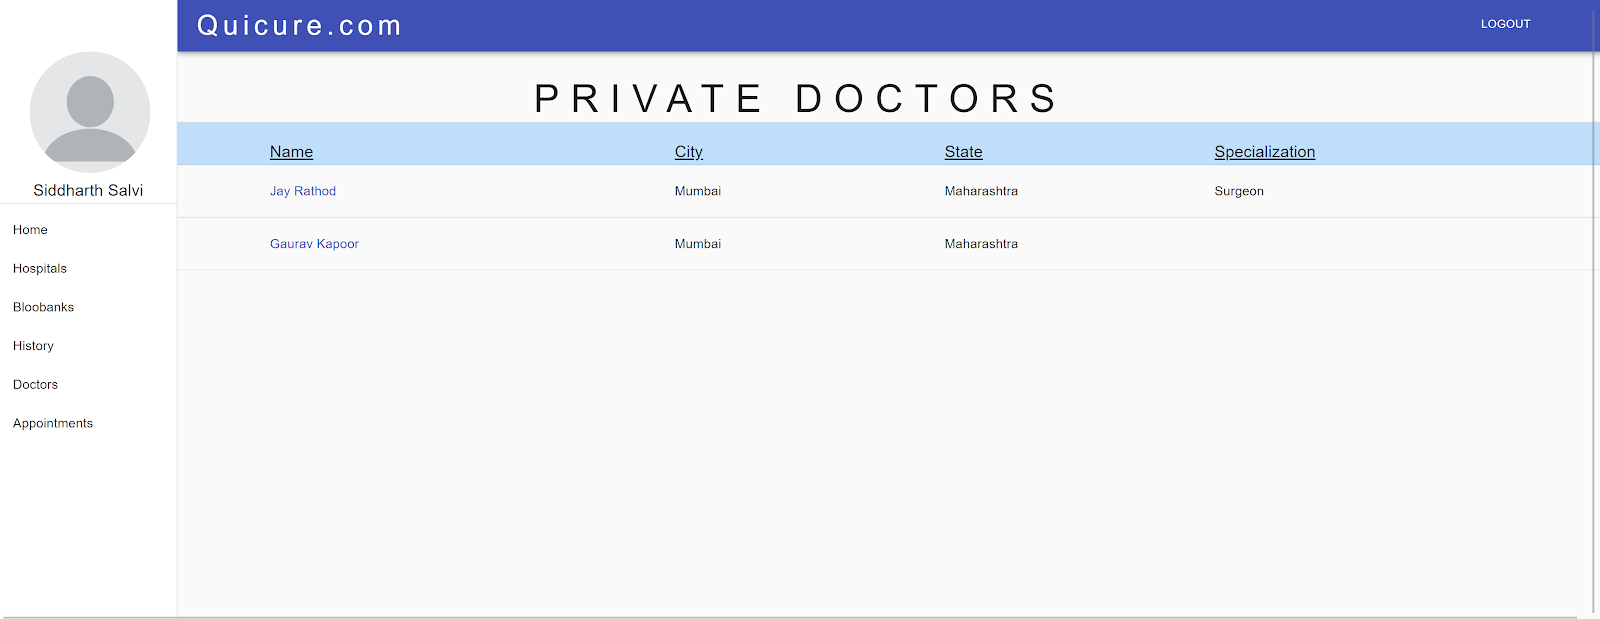 Quicure.com
LOGOUT
Siddharth Salvi
Home
Hospitals
Bloobanks
History
Doctors
Appointments
PRIVATE DOCTORS
Name City State Specialization
Jay Rathod Mumbai Maharashtra Surgeon
Gaurav Kapoor Mumbai Maharashtra